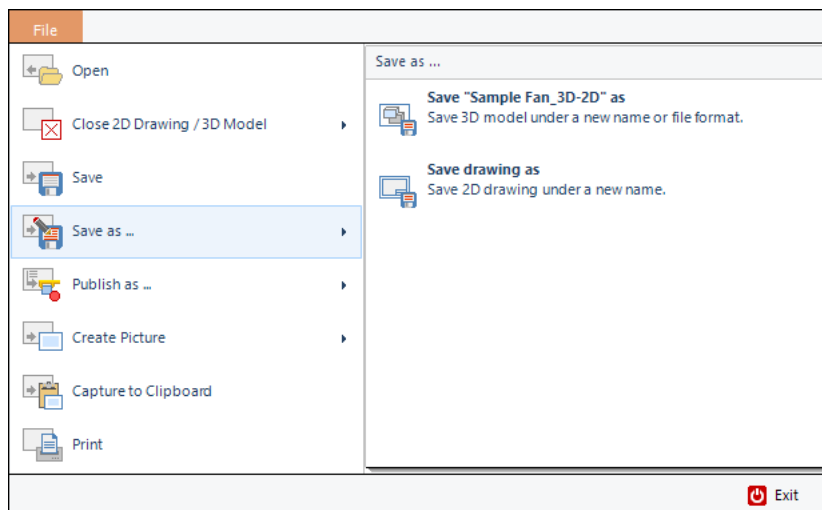 File
Open
Close 2D Drawing / 3D Model
Save
Save as ...
Publish as ...
Create Picture
Capture to Clipboard
Print
Save as ...
Save "Sample Fan_3D-2D" as
Save 3D model under a new name or file format.
Save drawing as
Save 2D drawing under a new name.
Exit